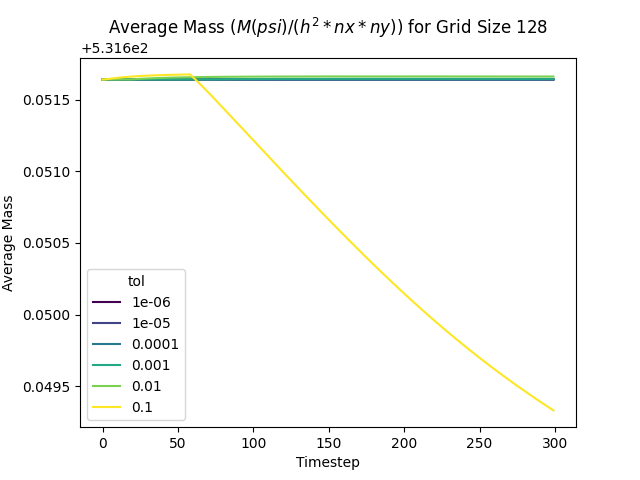 Average Mass (M(psi)/(h² * nx * ny)) for Grid Size 128
+5.316e2
0.0515
0.0510
0.0505
0.0500
0.0495
Average Mass
tol
1e-06
1e-05
0.0001
0.001
0.01
0.1
0
50
100
150
200
250
300
Timestep